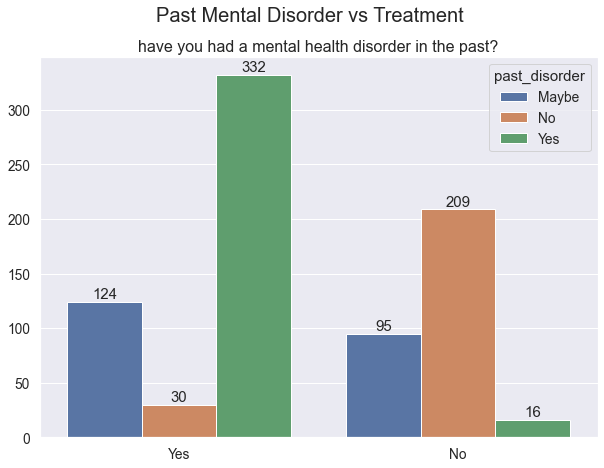 Past Mental Disorder vs Treatment
have you had a mental health disorder in the past?
332
past_disorder
Maybe
No
Yes
300
250
209
200
150
124
95
100
50
30
16
0
Yes
No